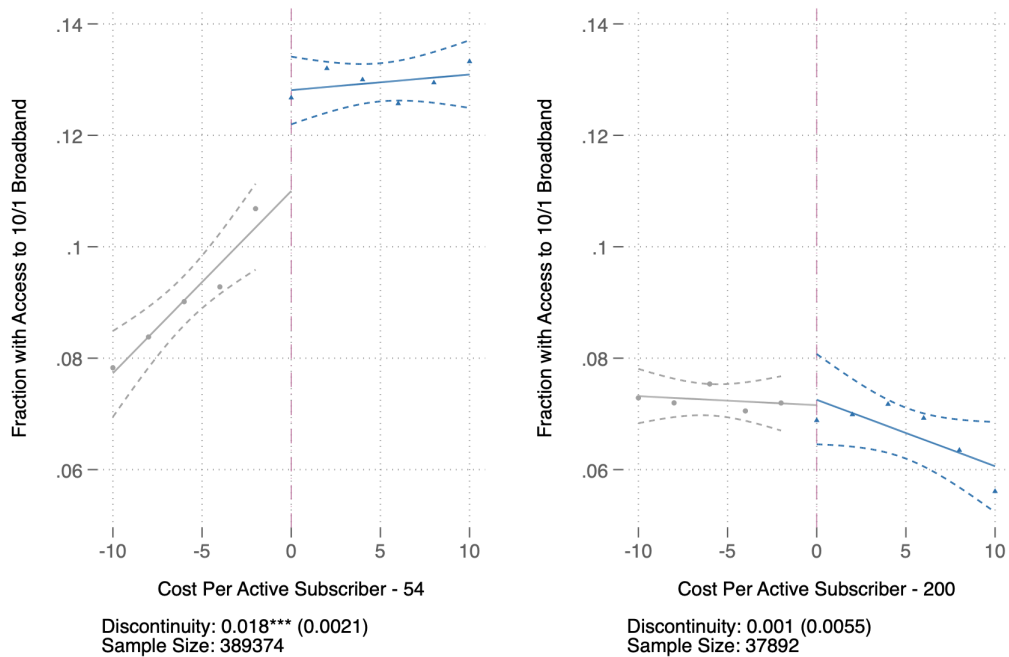 Fraction with Access to 10/1 Broadband
.14
.12
.1
.08
.06
-10 -5 0 5 10
Cost Per Active Subscriber - 54
Discontinuity: 0.018*** (0.0021)
Sample Size: 389374
Fraction with Access to 10/1 Broadband
.14
.12
.1
.08
.06
-10 -5 0 5 10
Cost Per Active Subscriber - 200
Discontinuity: 0.001 (0.0055)
Sample Size: 37892